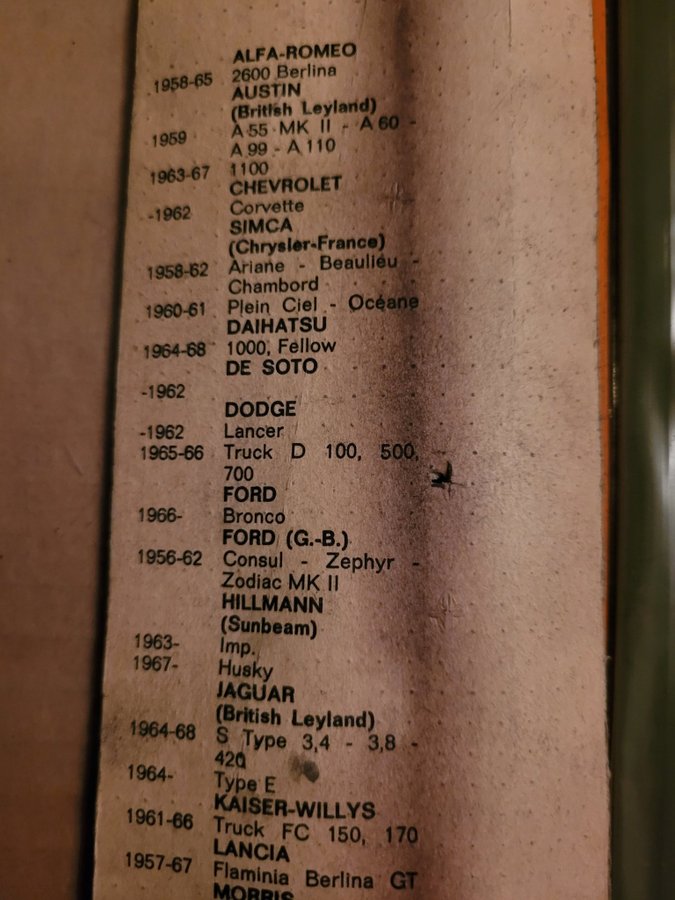 ALFA-ROMEO
1958-65 2600 Berlina
AUSTIN
(British Leyland)
1959 A 55 MK II - A 60 -
A 99 - A 110
1963-67 1100
CHEVROLET
-1962 Corvette
SIMCA
(Chrysler-France)
1958-62 Ariane - Beaulieu -
Chambord
1960-61 Plein Ciel - Océane
DAIHATSU
1964-68 1000, Fellow
DE SOTO
-1962
DODGE
-1962 Lancer
1965-66 Truck D 100, 500,
700
FORD
1966- Bronco
FORD (G.-B.)
1956-62 Consul - Zephyr -
Zodiac MK II
HILLMANN
(Sunbeam)
1963- Imp.
1967- Husky
JAGUAR
(British Leyland)
1964-68 S Type 3,4 - 3,8 -
420
1964- Type E
KAISER-WILLYS
1961-66 Truck FC 150, 170
LANCIA
1957-67 Flaminia Berlina GT
MORRIS